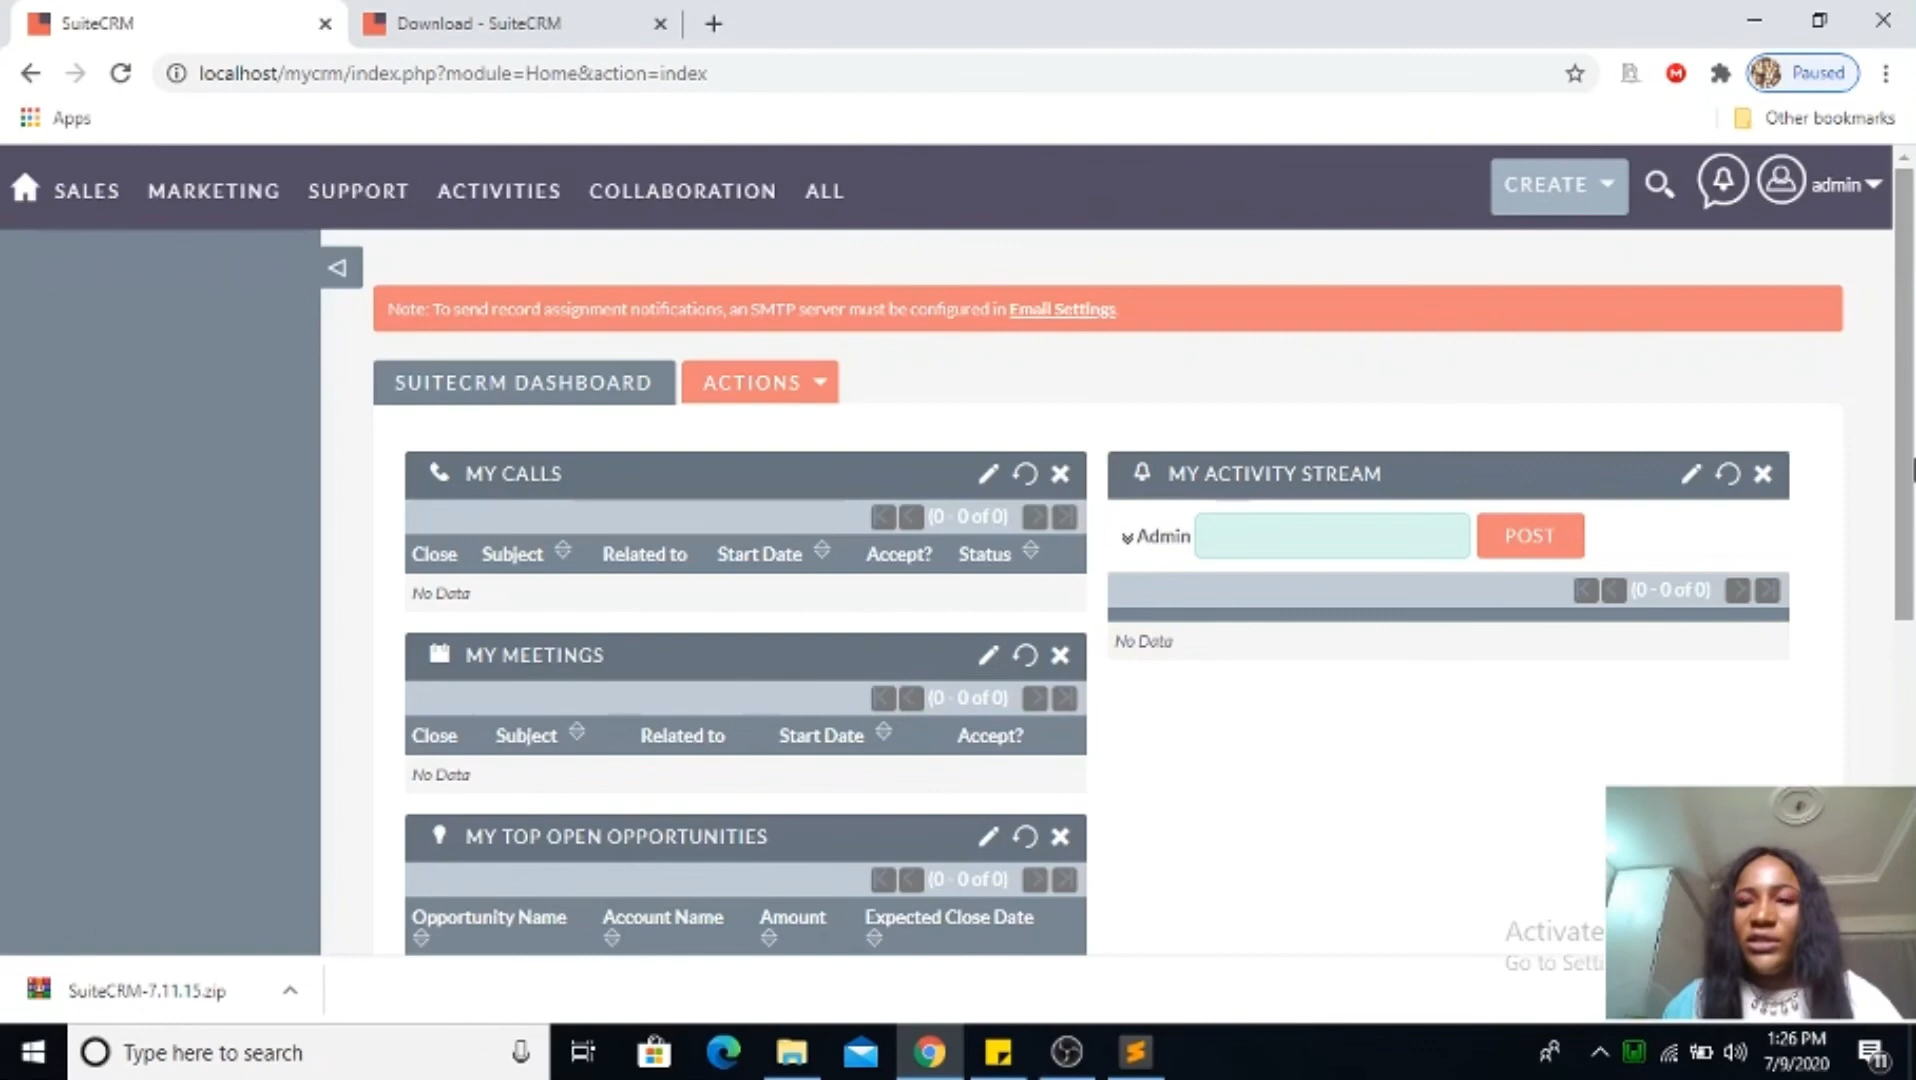 SuiteCRM
Download - SuiteCRM
localhost/mycrm/index.php?module=Home&action=index
Paused
Apps
Other bookmarks
SALES MARKETING SUPPORT ACTIVITIES COLLABORATION ALL
CREATE
admin
Note: To send record assignment notifications, an SMTP server must be configured in Email Settings.
SUITECRM DASHBOARD
ACTIONS
MY CALLS
(0 - 0 of 0)
Close Subject Related to Start Date Accept? Status
No Data
MY MEETINGS
(0 - 0 of 0)
Close Subject Related to Start Date Accept?
No Data
MY TOP OPEN OPPORTUNITIES
(0 - 0 of 0)
Opportunity Name Account Name Amount Expected Close Date
MY ACTIVITY STREAM
Admin
POST
(0 - 0 of 0)
No Data
Activate
Go to Setti
SuiteCRM-7.11.15.zip
Type here to search
1:26 PM
7/9/2020
11